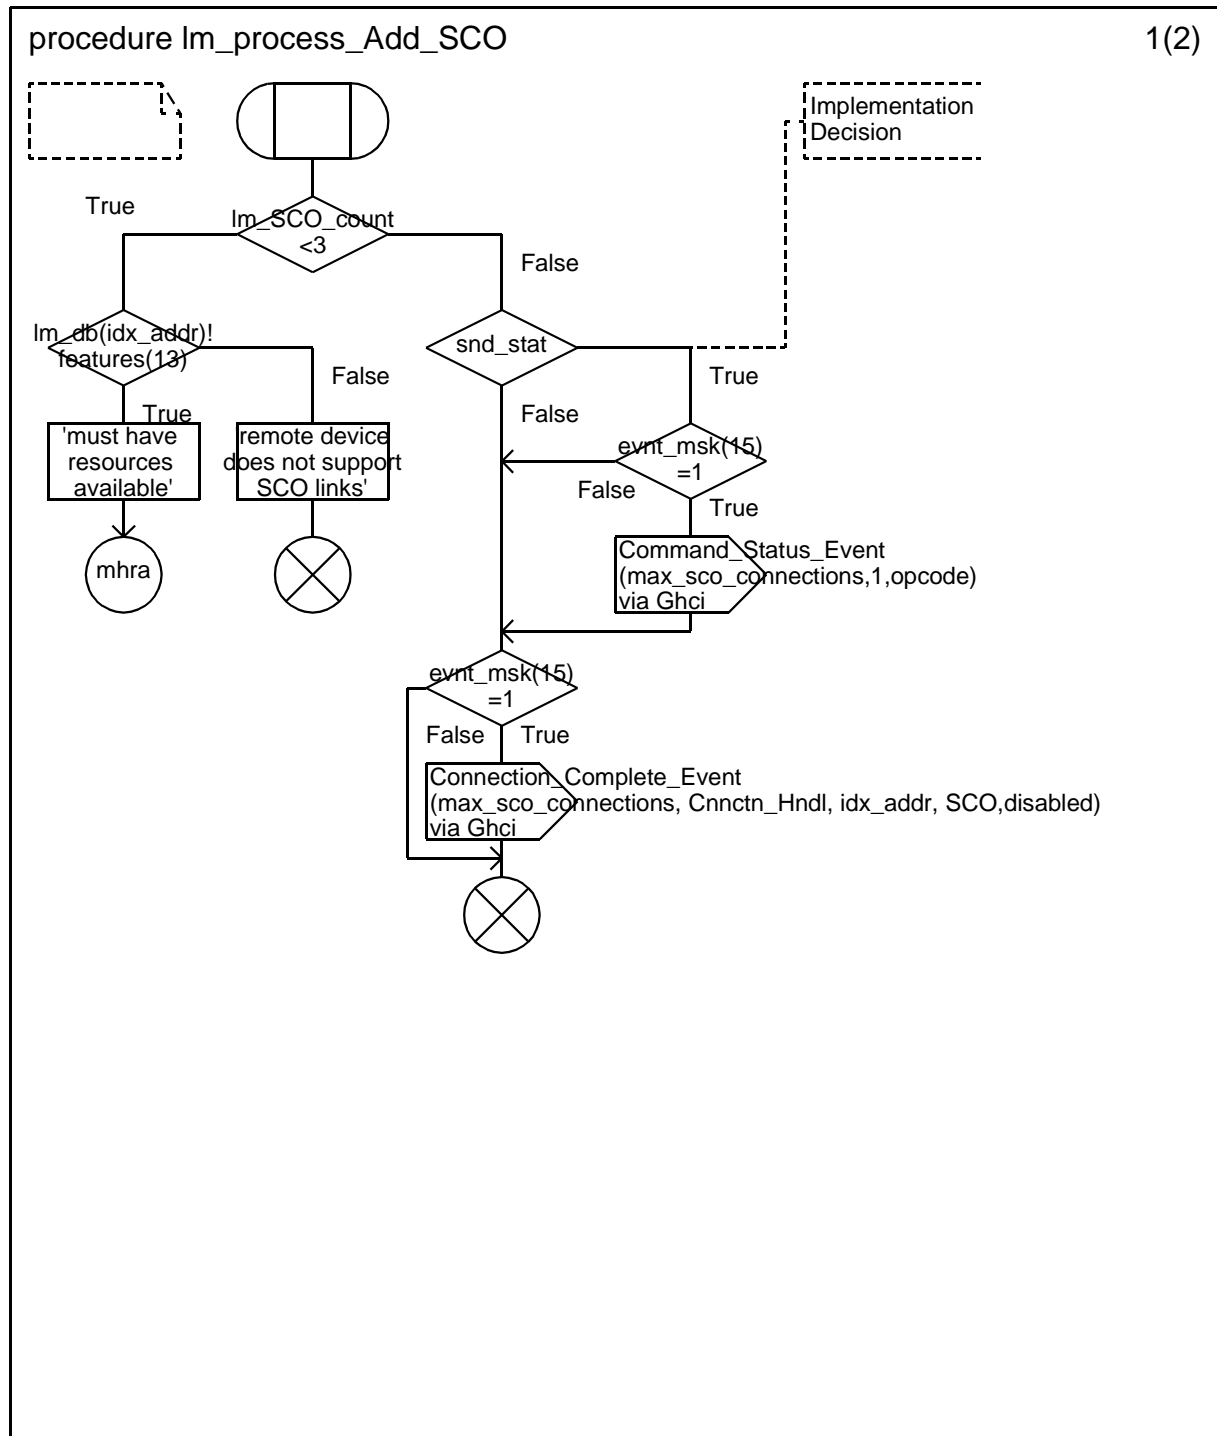 procedure lm_process_Add_SCO
1(2)
Implementation
Decision
True
lm_SCO_count
<3
False
lm_db(idx_addr)!
features(13)
False
True
snd_stat
True
False
'must have
resources
available'
'remote device
does not support
SCO links'
evnt_msk(15)
=1
False
True
mhra
Command_Status_Event
(max_sco_connections,1,opcode)
via Ghci
evnt_msk(15)
=1
False
True
Connection_Complete_Event
(max_sco_connections, Cnnctn_Hndl, idx_addr, SCO,disabled)
via Ghci